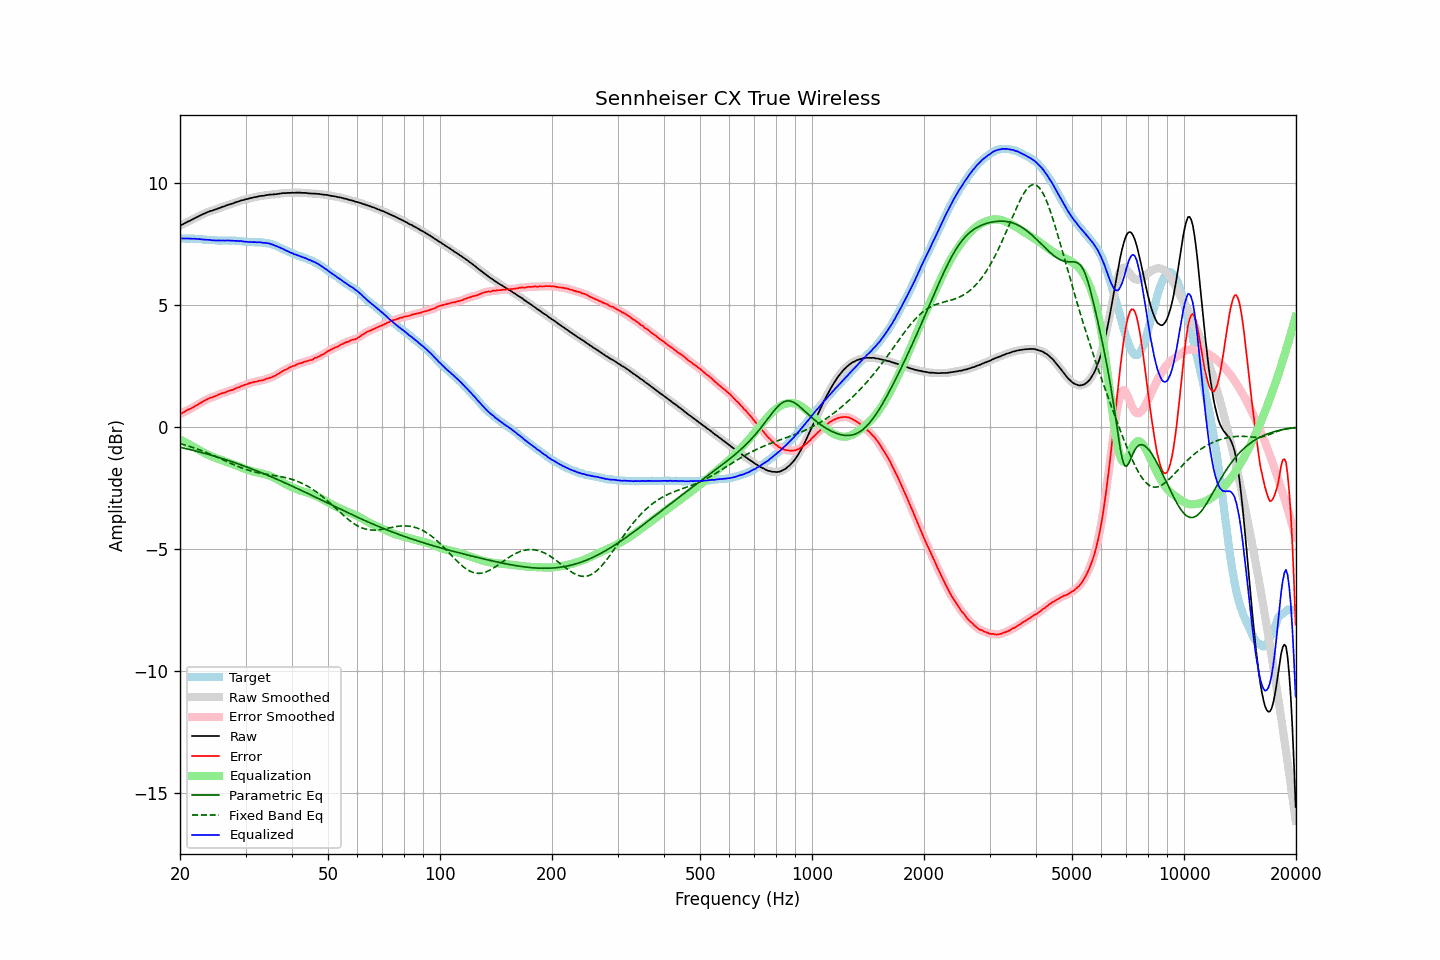 Sennheiser CX True Wireless
Amplitude (dBr)
10
5
0
−5
−10
−15
Target
Raw Smoothed
Error Smoothed
Raw
Error
Equalization
Parametric Eq
Fixed Band Eq
Equalized
20 50 100 200 500 1000 2000 5000 10000 20000
Frequency (Hz)